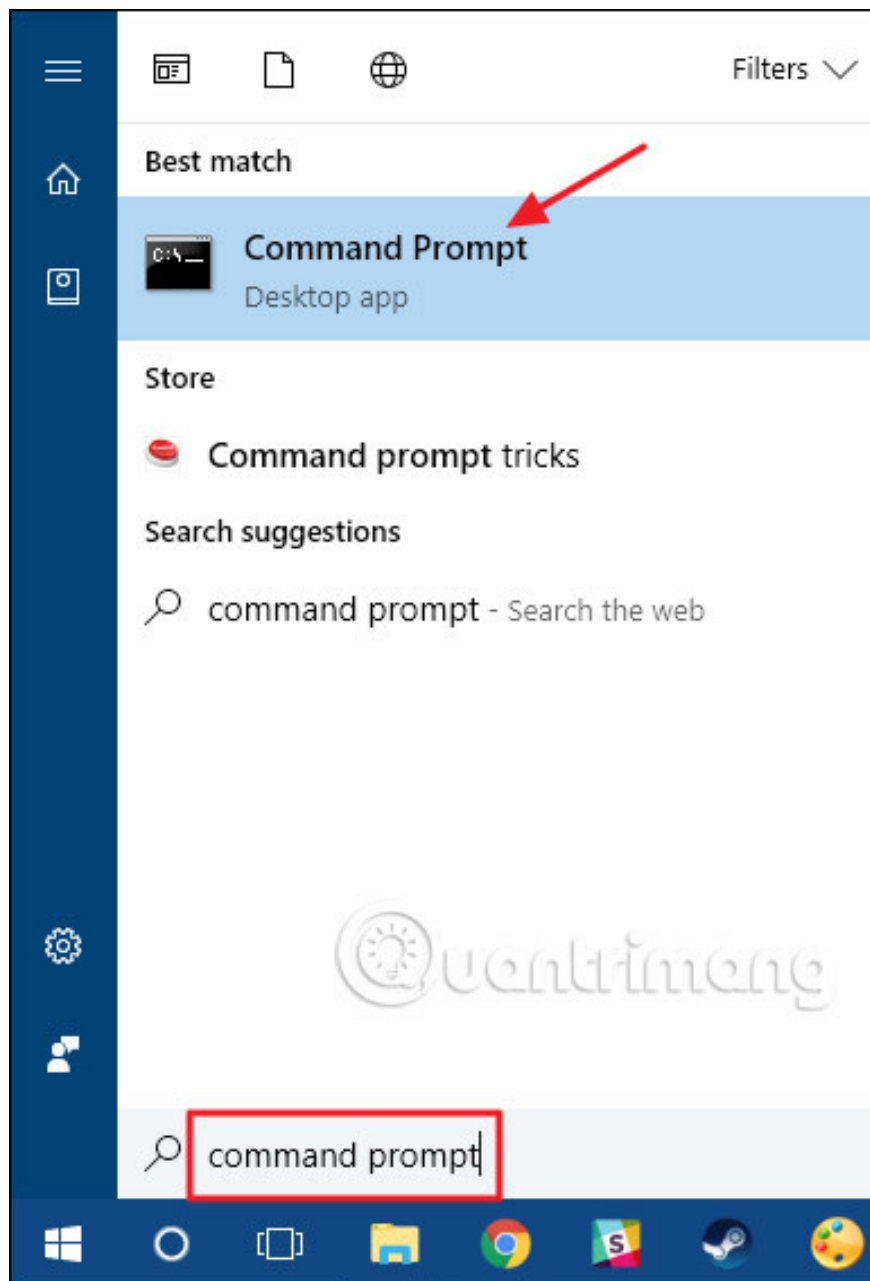 Filters
Best match
C:\_
Command Prompt
Desktop app
Store
Command prompt tricks
Search suggestions
command prompt - Search the web
Quantrimang
command prompt
S